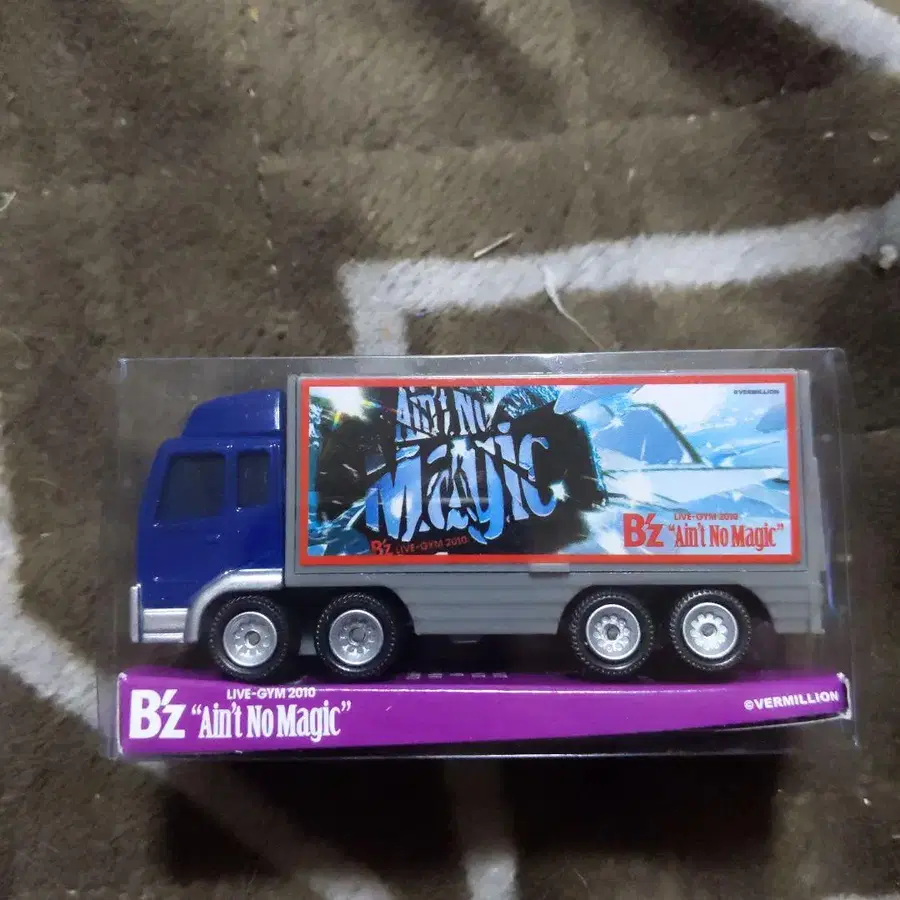 Ain't No
Magic
B'z LIVE-GYM 2010
©VERMILLION
LIVE-GYM 2010
B'z "Ain't No Magic"
LIVE-GYM 2010
B'z "Ain't No Magic"
©VERMILLION